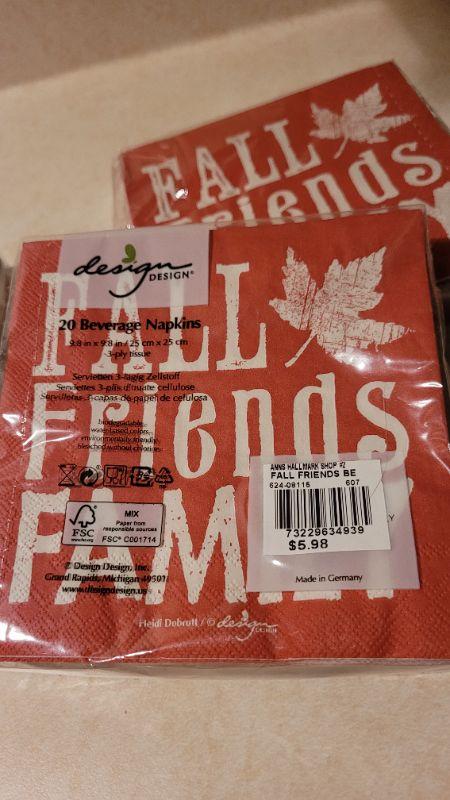 FALL
Friends
design
DESIGN®
FALL
20 Beverage Napkins
9.8 in x 9.8 in / 25 cm x 25 cm
3-ply tissue
Servietten 3-lagig Zellstoff
Serviettes 3-plis d'ouate cellulose
Servilletas 3-capas de papel de celulosa
Friends
biodegradable,
water-based colors,
environmentally friendly,
bleached without chlorine
FSC
MIX
Paper from
responsible sources
FSC® C001714
ANNS HALLMARK SHOP #2
FALL FRIENDS BE
624-08115 607
73229634939
$5.98
FAMILY
© Design Design, Inc.
Grand Rapids, Michigan 49501
www.designdesign.us
Made in Germany
Heidi Dobrott / © design
DESIGN